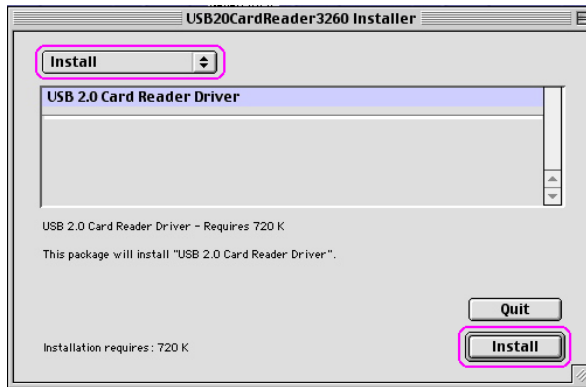 USB20CardReader3260 Installer
Install
USB 2.0 Card Reader Driver
USB 2.0 Card Reader Driver - Requires 720 K
This package will install "USB 2.0 Card Reader Driver".
Quit
Installation requires: 720 K
Install